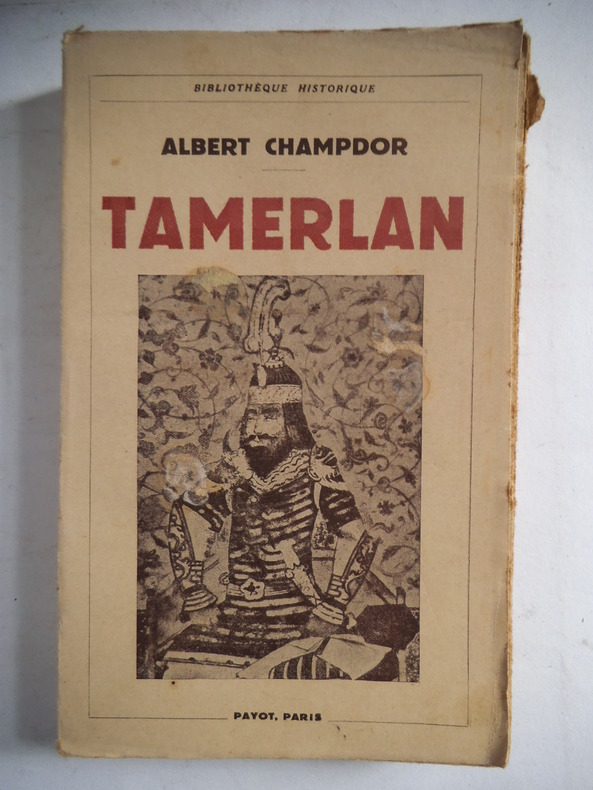 BIBLIOTHÈQUE HISTORIQUE
ALBERT CHAMPDOR
TAMERLAN
PAYOT, PARIS